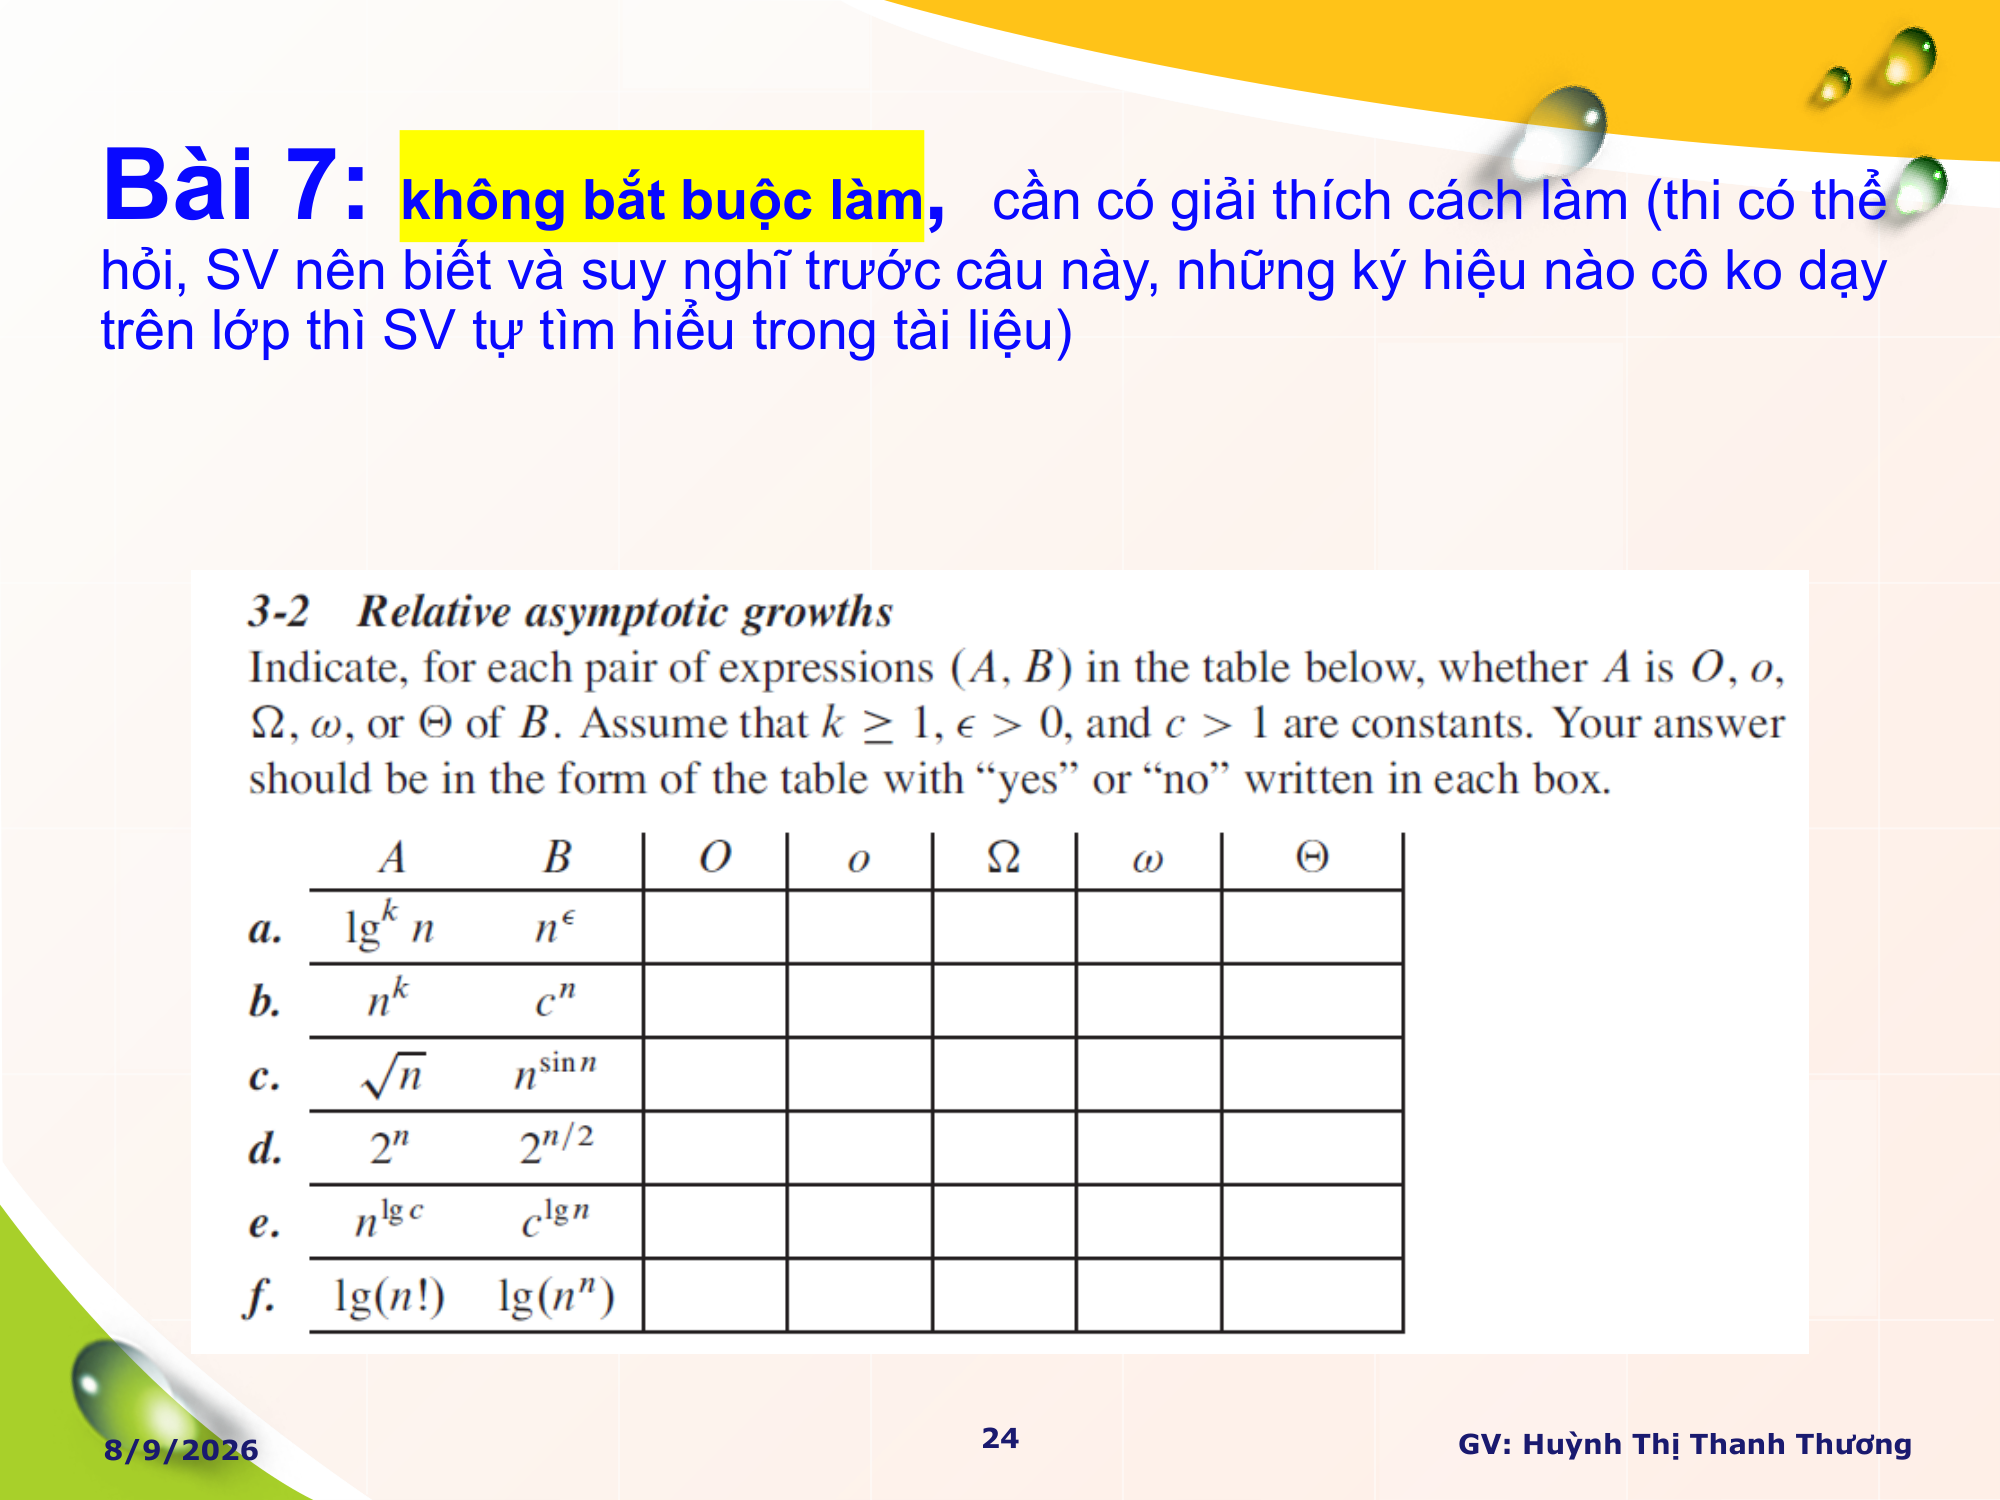 Bài 7: không bắt buộc làm, cần có giải thích cách làm (thi có thể
hỏi, SV nên biết và suy nghĩ trước câu này, những ký hiệu nào cô ko dạy
trên lớp thì SV tự tìm hiểu trong tài liệu)
3-2 Relative asymptotic growths
Indicate, for each pair of expressions (A, B) in the table below, whether A is O, o,
Ω, ω, or Θ of B. Assume that k ≥ 1, ϵ > 0, and c > 1 are constants. Your answer
should be in the form of the table with “yes” or “no” written in each box.
A B O o Ω ω Θ
a. lg^k n n^ϵ
b. n^k c^n
c. √n n^{sin n}
d. 2^n 2^{n/2}
e. n^{lg c} c^{lg n}
f. lg(n!) lg(n^n)
8/9/2026 24 GV: Huỳnh Thị Thanh Thương